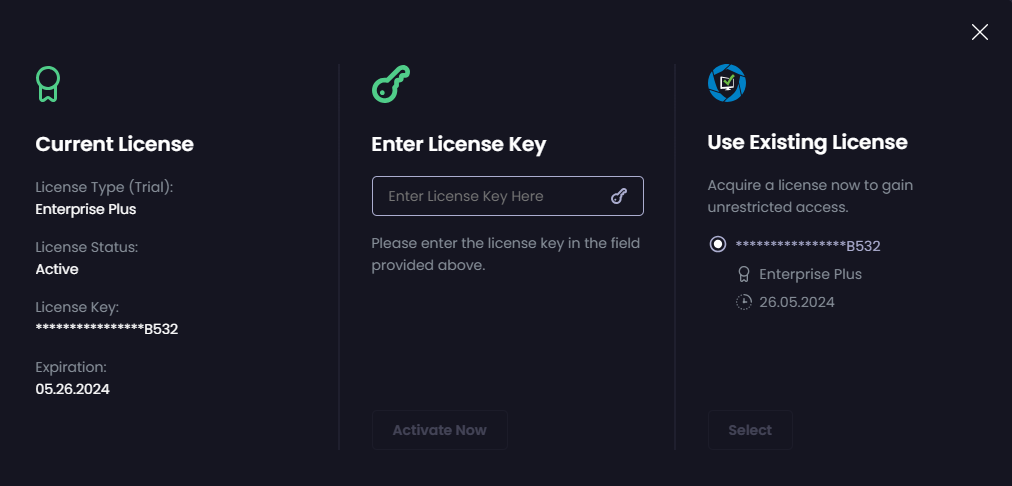 Current License
License Type (Trial):
Enterprise Plus
License Status:
Active
License Key:
****************B532
Expiration:
05.26.2024
Enter License Key
Enter License Key Here
Please enter the license key in the field
provided above.
Activate Now
Use Existing License
Acquire a license now to gain
unrestricted access.
****************B532
Enterprise Plus
26.05.2024
Select